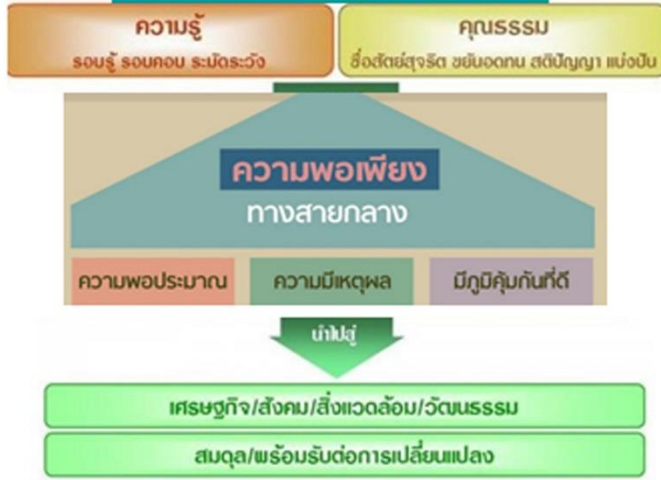 ความรู้
รอบรู้ รอบคอบ ระมัดระวัง
คุณธรรม
ซื่อสัตย์สุจริต ขยันอดทน สติปัญญา แบ่งปัน
ความพอเพียง
ทางสายกลาง
ความพอประมาณ
ความมีเหตุผล
มีภูมิคุ้มกันที่ดี
นำไปสู่
เศรษฐกิจ/สังคม/สิ่งแวดล้อม/วัฒนธรรม
สมดุล/พร้อมรับต่อการเปลี่ยนแปลง